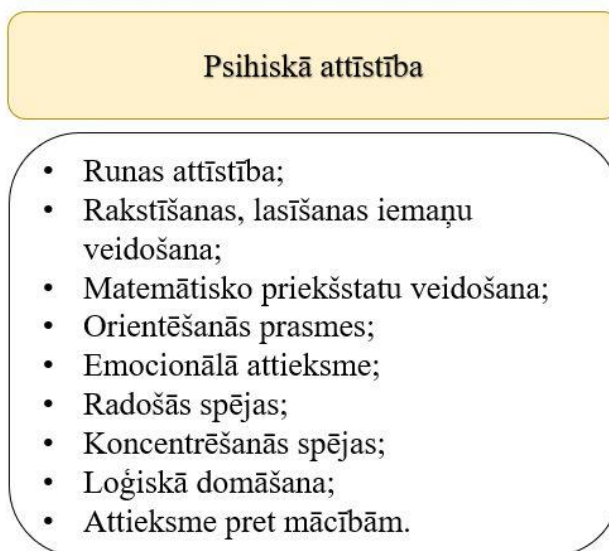 Psihiskā attīstība
• Runas attīstība;
• Rakstīšanas, lasīšanas iemaņu
veidošana;
• Matemātisko priekšstatu veidošana;
• Orientēšanās prasmes;
• Emocionālā attieksme;
• Radošās spējas;
• Koncentrēšanās spējas;
• Loģiskā domāšana;
• Attieksme pret mācībām.